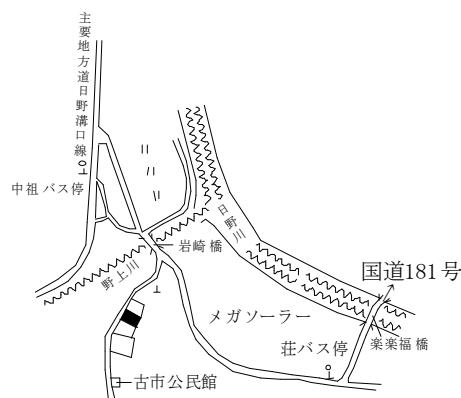 主要地方道日野溝口線
中祖バス停
日野川
岩崎橋
野上川
国道181号
メガソーラー
楽楽福橋
荘バス停
古市公民館